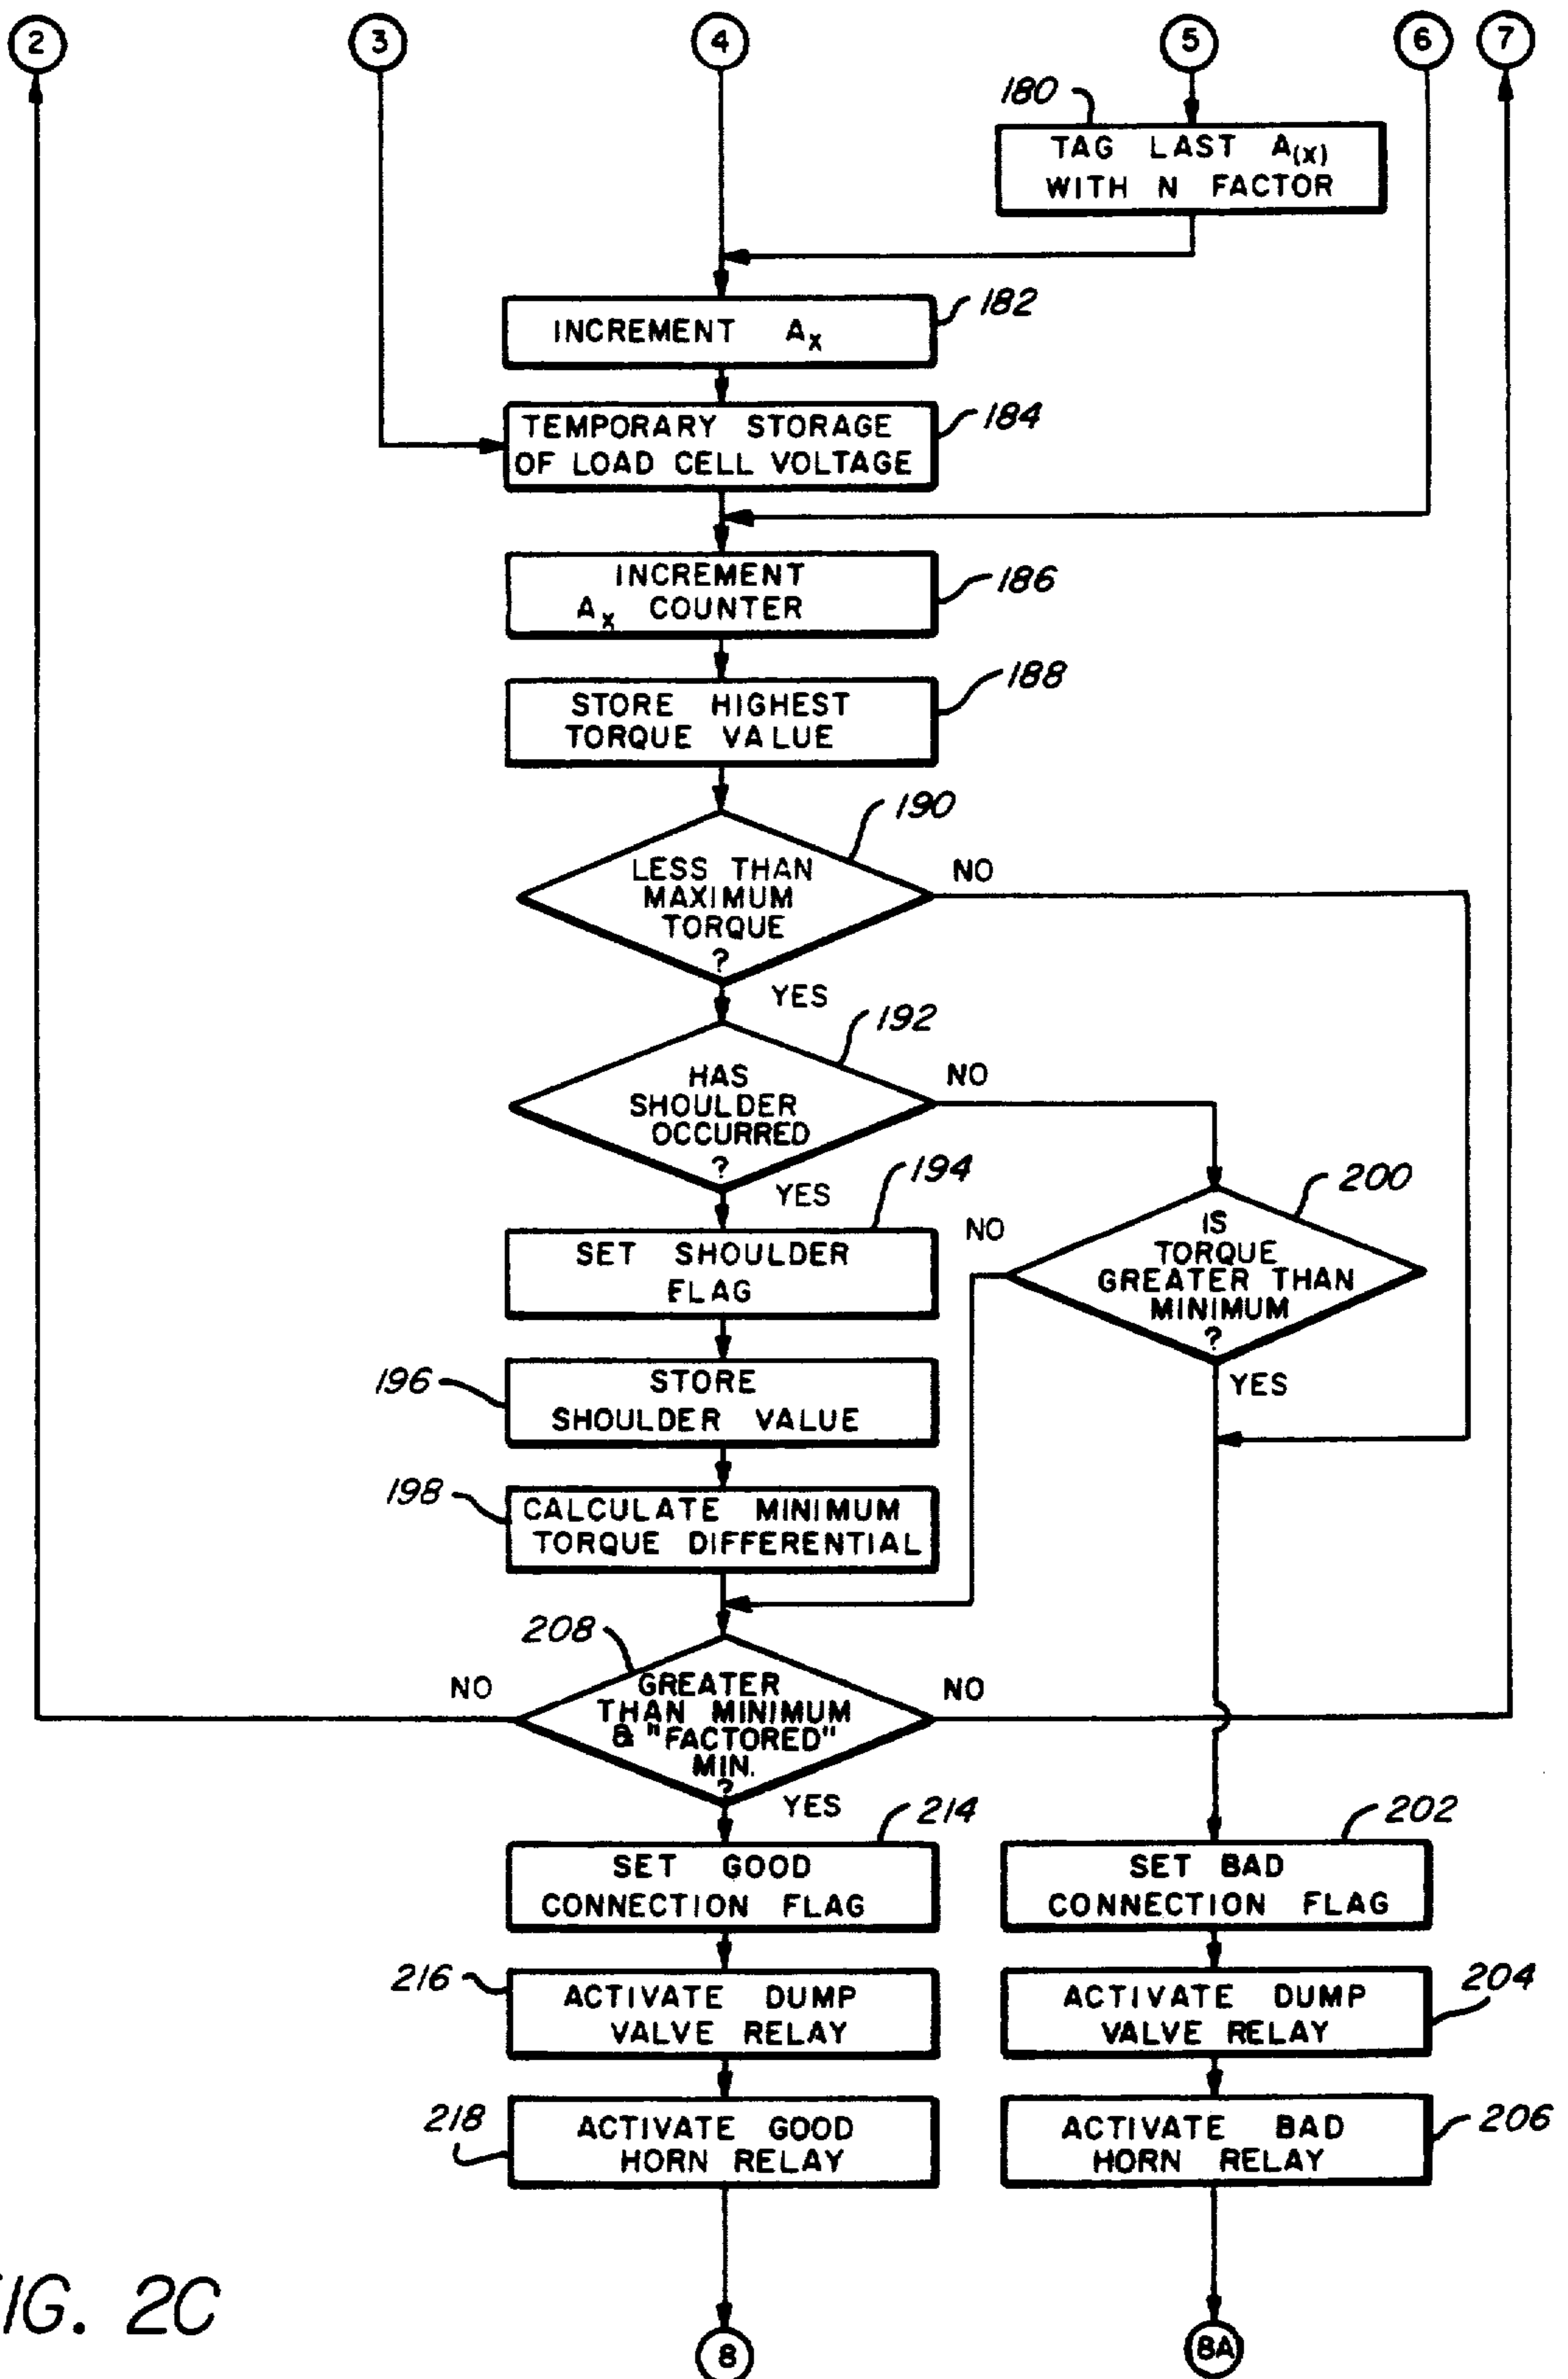 2
3
4
5
6
7
180
TAG LAST A(X)
WITH N FACTOR
182
INCREMENT Ax
184
TEMPORARY STORAGE
OF LOAD CELL VOLTAGE
186
INCREMENT
Ax COUNTER
188
STORE HIGHEST
TORQUE VALUE
190
LESS THAN
MAXIMUM
TORQUE
?
NO
YES
192
HAS
SHOULDER
OCCURRED
?
NO
YES
194
SET SHOULDER
FLAG
200
IS
TORQUE
GREATER THAN
MINIMUM
?
NO
YES
196
STORE
SHOULDER VALUE
198
CALCULATE MINIMUM
TORQUE DIFFERENTIAL
208
GREATER
THAN MINIMUM
& "FACTORED"
MIN.
?
NO
NO
YES
214
SET GOOD
CONNECTION FLAG
202
SET BAD
CONNECTION FLAG
216
ACTIVATE DUMP
VALVE RELAY
204
ACTIVATE DUMP
VALVE RELAY
218
ACTIVATE GOOD
HORN RELAY
206
ACTIVATE BAD
HORN RELAY
8
8A
FIG. 2C